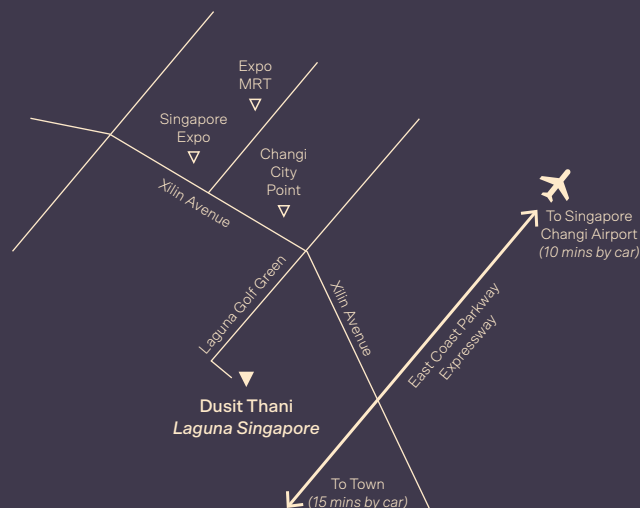 Expo
MRT
Singapore
Expo
Changi
City
Point
Xilin Avenue
To Singapore
Changi Airport
(10 mins by car)
Laguna Golf Green
Xilin Avenue
East Coast Parkway
Expressway
Dusit Thani
Laguna Singapore
To Town
(15 mins by car)